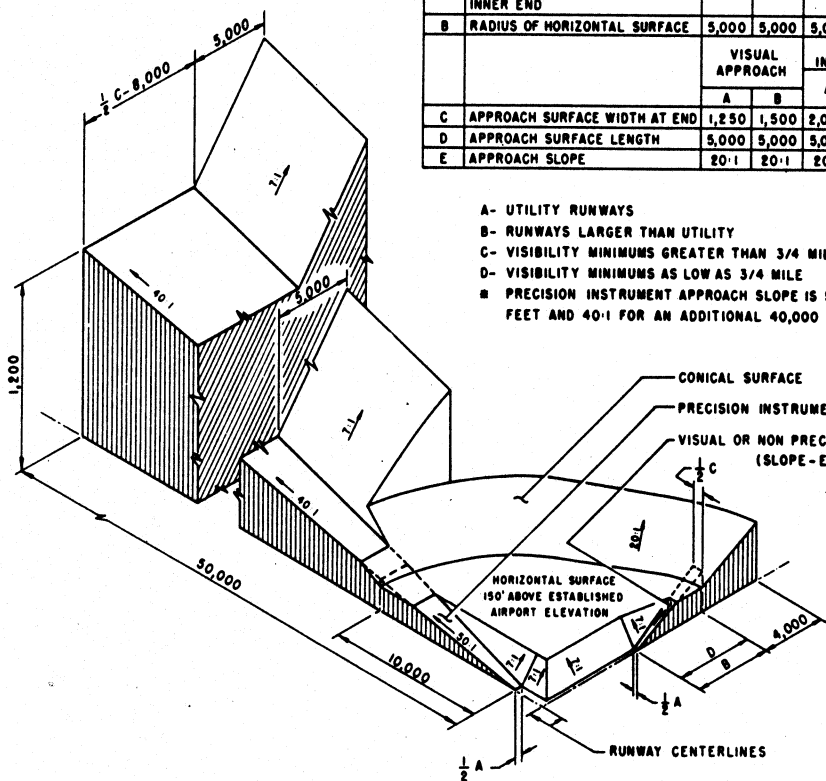 INNER END
B RADIUS OF HORIZONTAL SURFACE 5,000 5,000
VISUAL
APPROACH
A B
C APPROACH SURFACE WIDTH AT END 1,250 1,500
D APPROACH SURFACE LENGTH 5,000 5,000
E APPROACH SLOPE 20:1 20:1
A- UTILITY RUNWAYS
B- RUNWAYS LARGER THAN UTILITY
C- VISIBILITY MINIMUMS GREATER THAN 3/4
D- VISIBILITY MINIMUMS AS LOW AS 3/4 MILE
PRECISION INSTRUMENT APPROACH SLOPE IS
FEET AND 40:1 FOR AN ADDITIONAL 40,000
5,000
1/2 C-8,000
7:1
40:1
5,000
1,200
CONICAL SURFACE
PRECISION
VISUAL OR NON
(SLOPE-E
1/2 C
7:1
40:1
20:1
50,000
HORIZONTAL SURFACE
150' ABOVE ESTABLISHED
AIRPORT ELEVATION
50:1
7:1
7:1
7:1
7:1
4,000
D
B
10,000
1/2 A
RUNWAY CENTERLINES
1/2 A